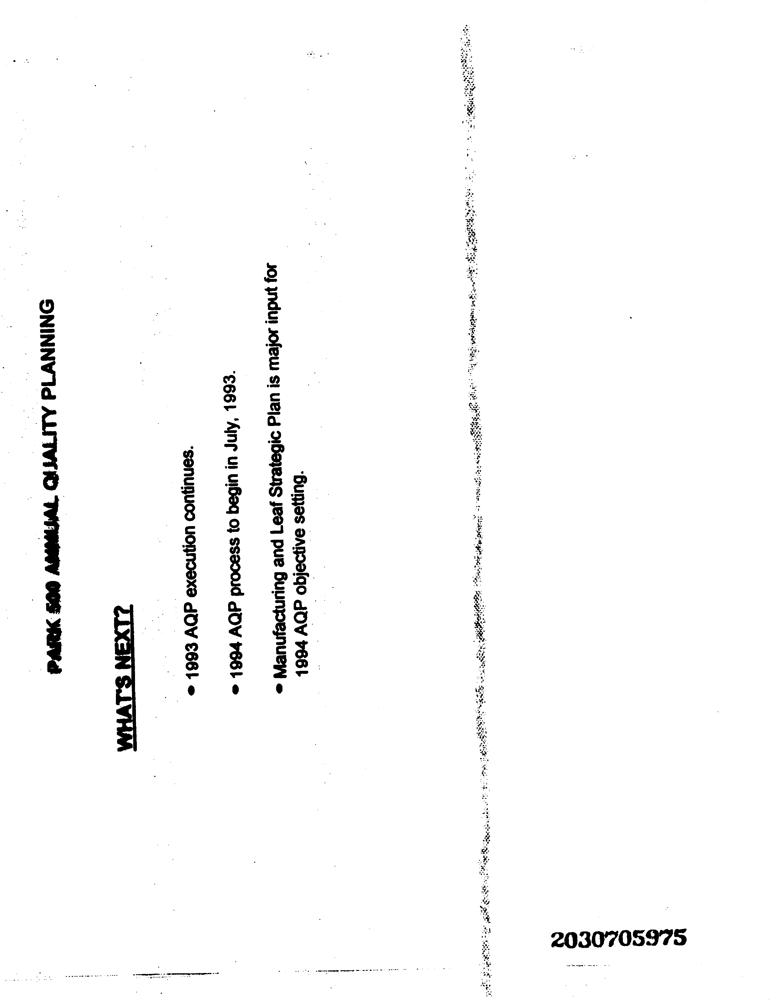 PARK 500 ANNUAL QUALITY PLANNING
WHAT'S NEXT?
• 1993 AQP execution continues.
• 1994 AQP process to begin in July, 1993.
• Manufacturing and Leaf Strategic Plan is major input for
1994 AQP objective setting.
2030705975